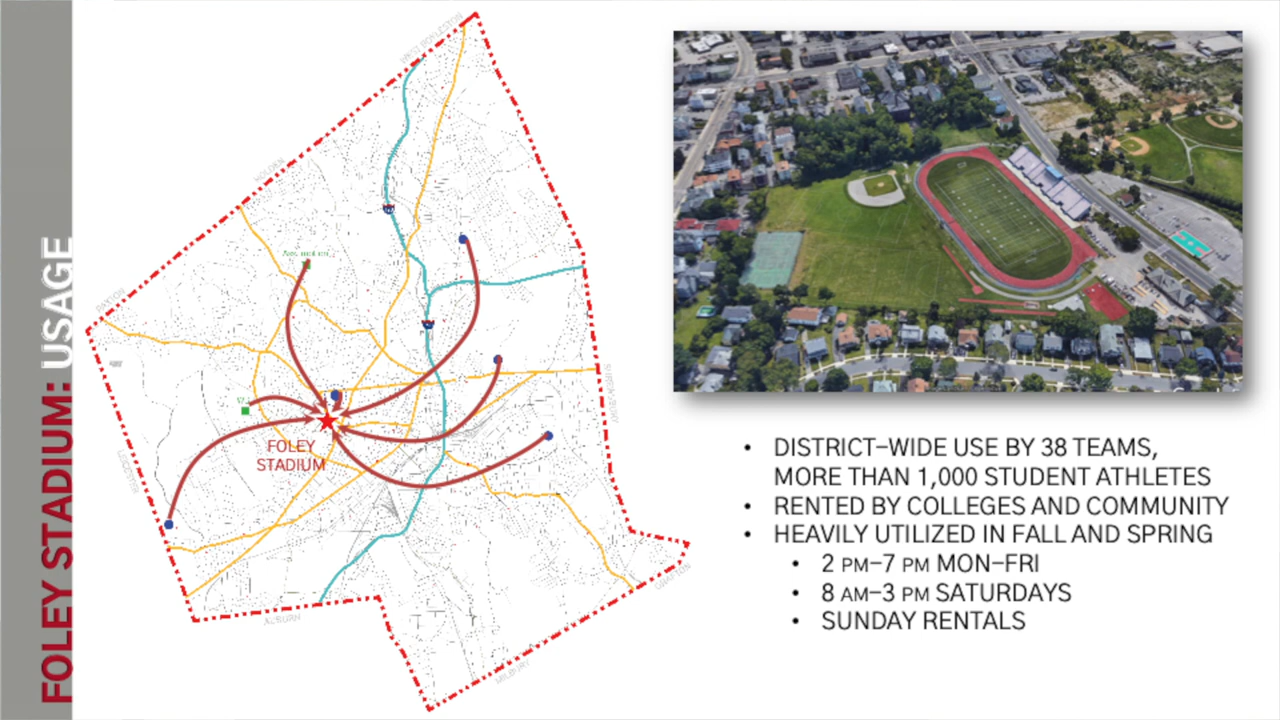 FOLEY STADIUM: USAGE
HOLDEN
AUBURN
FOLEY
STADIUM
• DISTRICT-WIDE USE BY 38 TEAMS,
MORE THAN 1,000 STUDENT ATHLETES
• RENTED BY COLLEGES AND COMMUNITY
• HEAVILY UTILIZED IN FALL AND SPRING
• 2 PM-7 PM MON-FRI
• 8 AM-3 PM SATURDAYS
• SUNDAY RENTALS